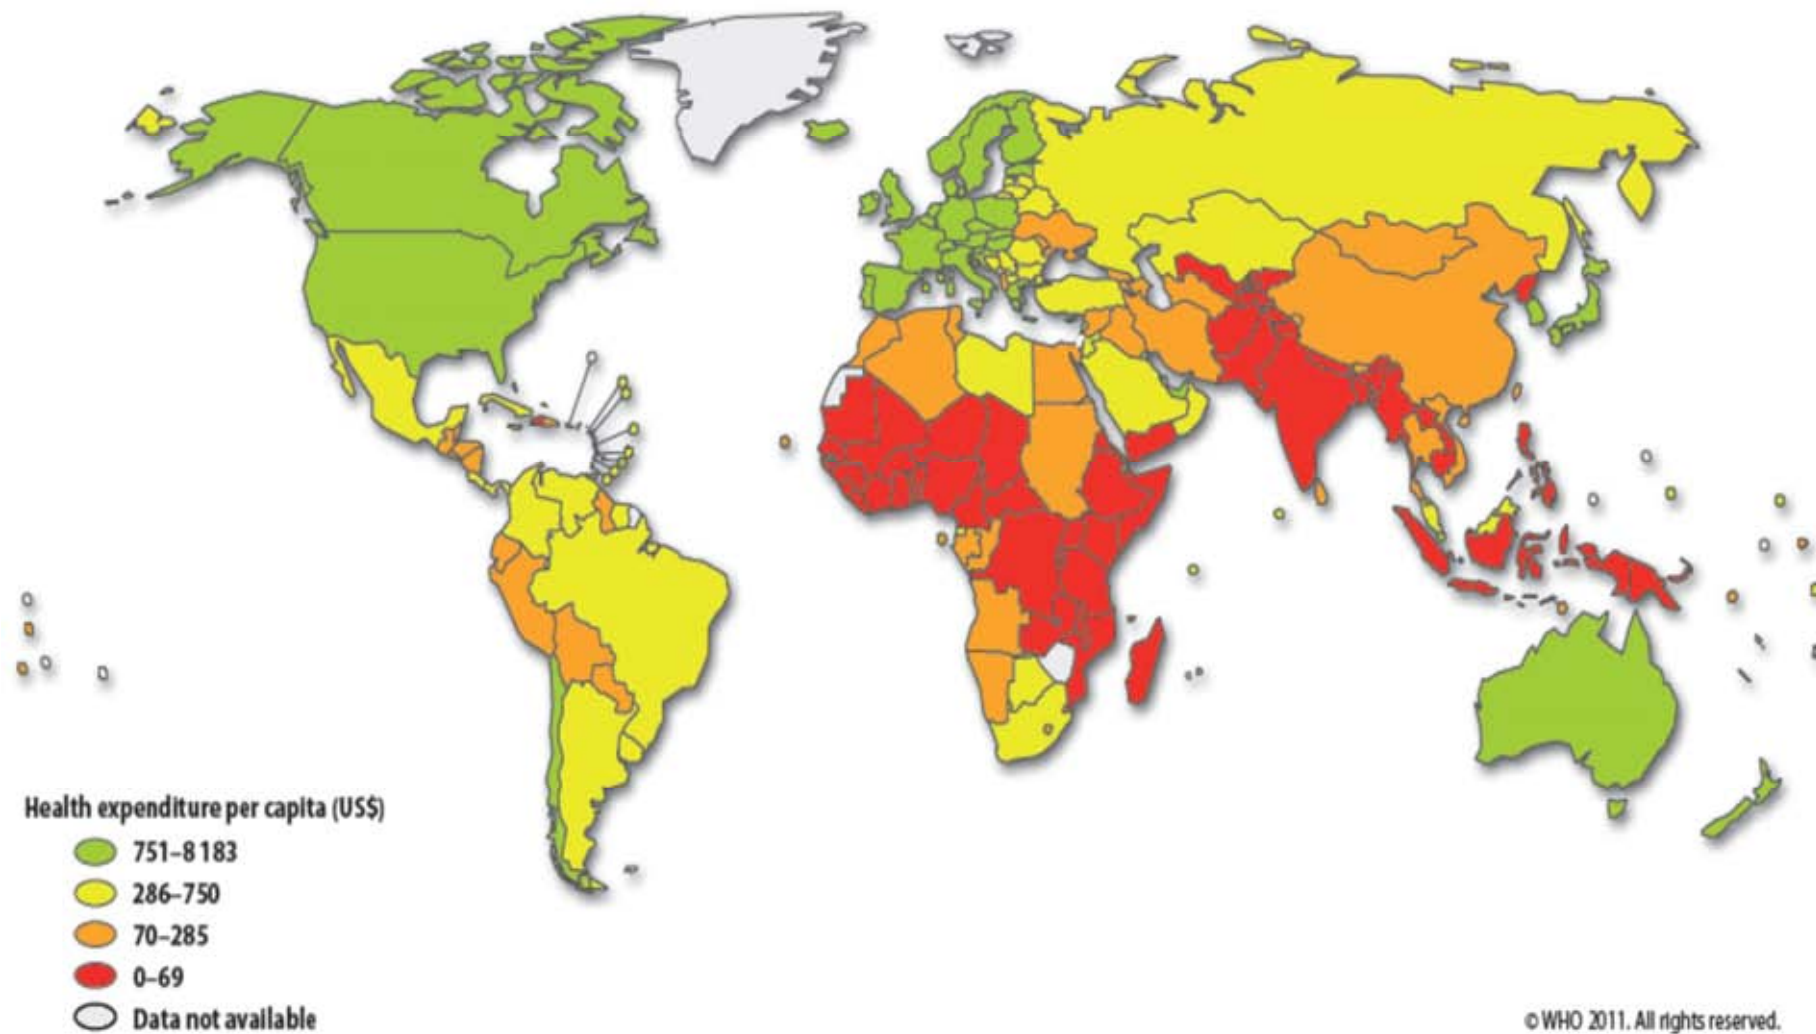 Health expenditure per capita (US$)
751–8 183
286–750
70–285
0–69
Data not available
© WHO 2011. All rights reserved.